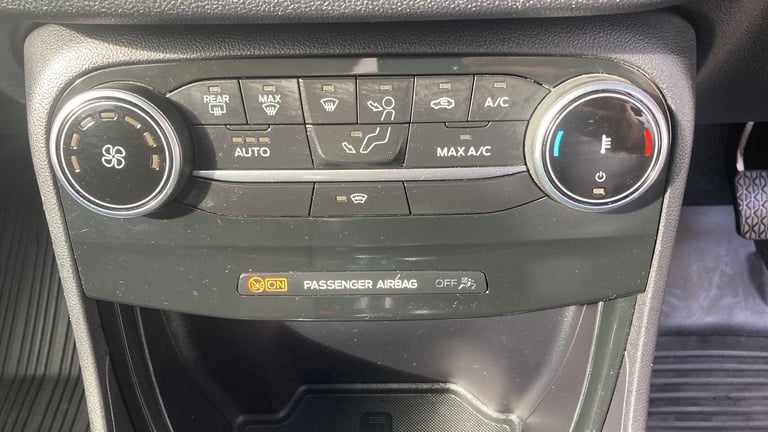 REAR
MAX
A/C
AUTO
MAX A/C
ON PASSENGER AIRBAG OFF